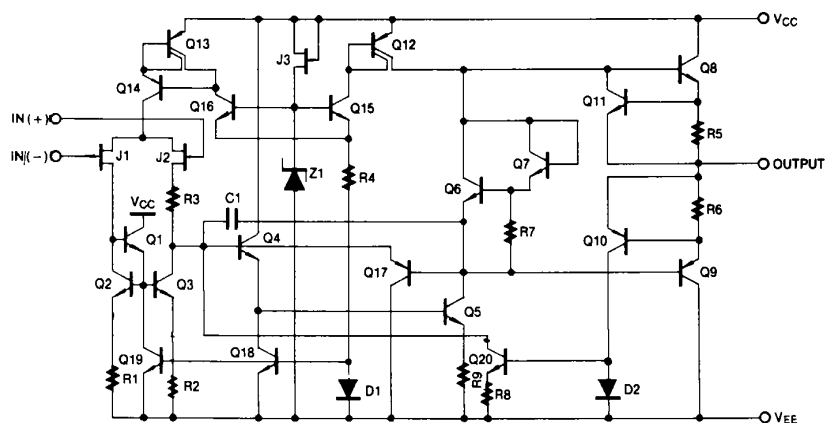 VCC
Q13
Q12
J3
Q8
Q14
Q16
Q15
Q11
IN (+)
R5
IN (-)
J1
J2
Q7
OUTPUT
Z1
R4
R3
Q6
R6
VCC
C1
R7
Q1
Q4
Q10
Q2
Q3
Q17
Q9
Q5
Q19
Q18
Q20
R1
R2
D1
R9
R8
D2
VEE